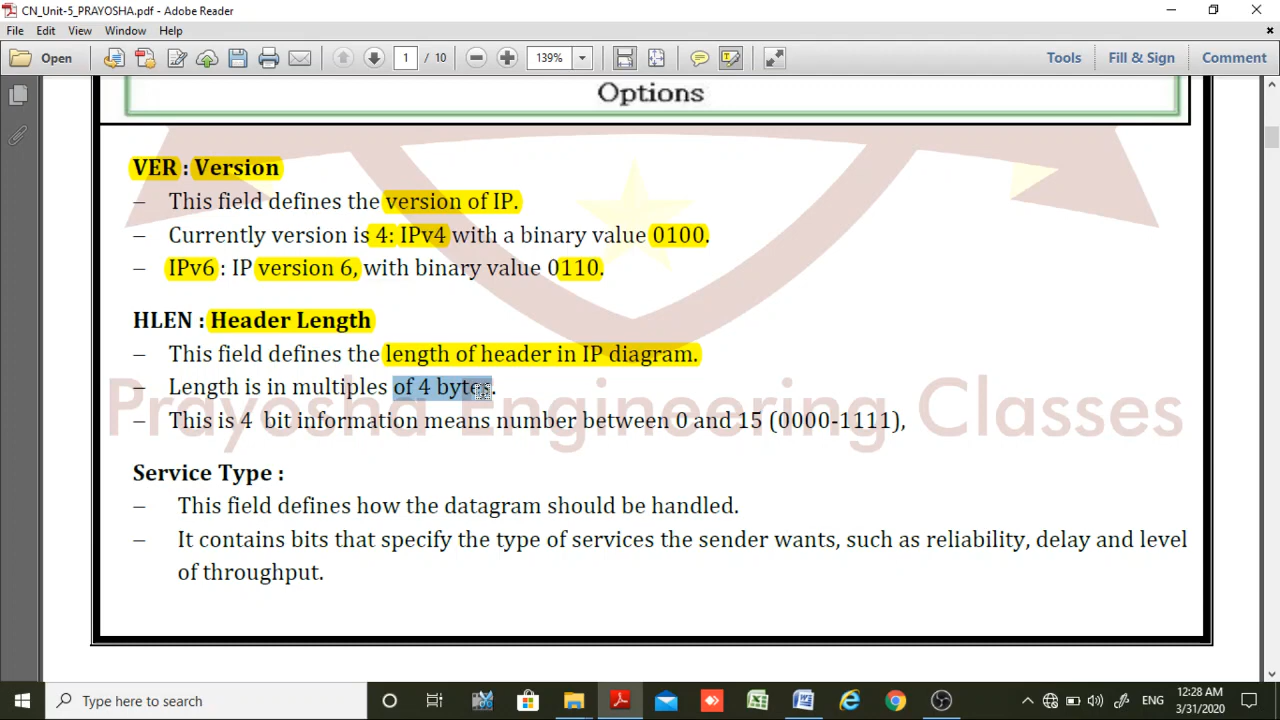 CN_Unit-5_PRAYOSHA.pdf - Adobe Reader
File Edit View Window Help
Open 1 / 10 139% Tools Fill & Sign Comment
Options
VER : Version
– This field defines the version of IP.
– Currently version is 4: IPv4 with a binary value 0100.
– IPv6 : IP version 6, with binary value 0110.
HLEN : Header Length
– This field defines the length of header in IP diagram.
– Length is in multiples of 4 bytes.
Prayosha Engineering Classes
– This is 4 bit information means number between 0 and 15 (0000-1111),
Service Type :
– This field defines how the datagram should be handled.
– It contains bits that specify the type of services the sender wants, such as reliability, delay and level
of throughput.
Type here to search
ENG
12:28 AM
3/31/2020